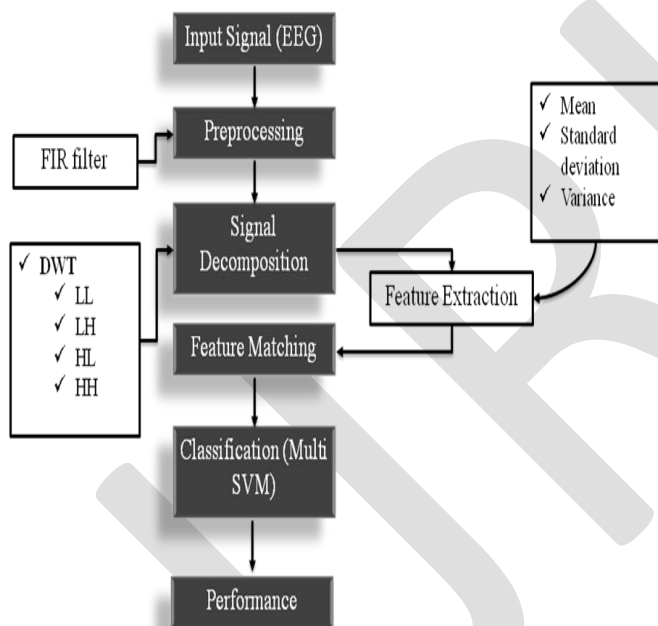 Input Signal (EEG)
Preprocessing
FIR filter
✓ Mean
✓ Standard
deviation
✓ Variance
Signal
Decomposition
✓ DWT
✓ LL
✓ LH
✓ HL
✓ HH
Feature Extraction
Feature Matching
Classification (Multi
SVM)
Performance